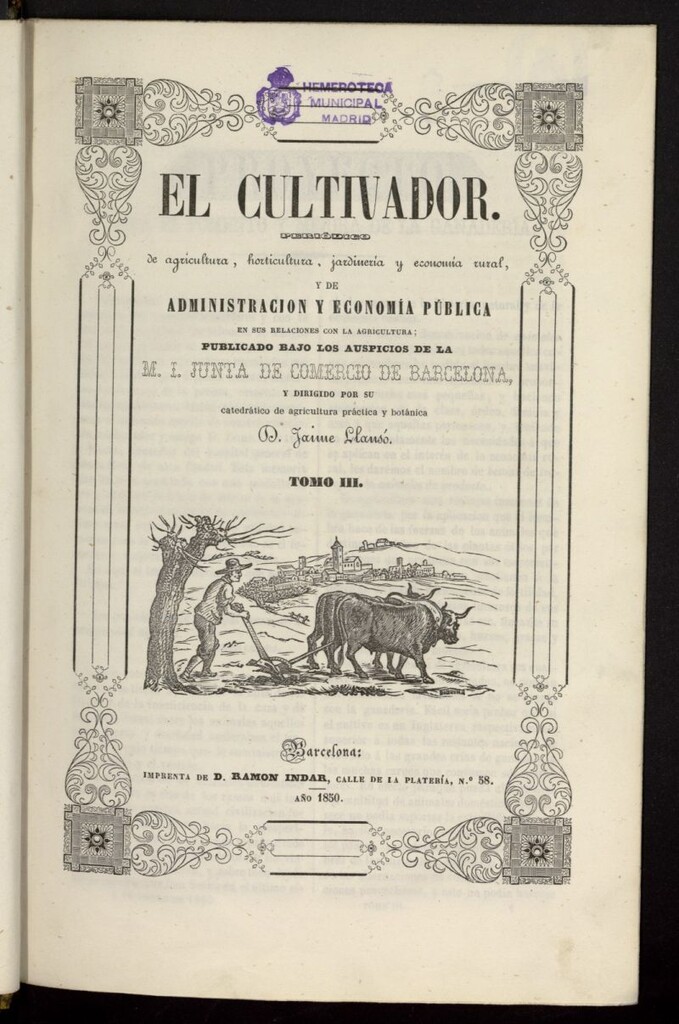 HEMEROTECA
MUNICIPAL
MADRID
EL CULTIVADOR.
PERIÓDICO
de agricultura, horticultura, jardinería y economía rural,
Y DE
ADMINISTRACION Y ECONOMÍA PÚBLICA
EN SUS RELACIONES CON LA AGRICULTURA;
PUBLICADO BAJO LOS AUSPICIOS DE LA
M. I. JUNTA DE COMERCIO DE BARCELONA,
Y DIRIGIDO POR SU
catedrático de agricultura práctica y botánica
D. Jaime Llansó.
TOMO III.
Barcelona:
IMPRENTA DE D. RAMON INDAR, CALLE DE LA PLATERÍA, N.º 58.
AÑO 1850.